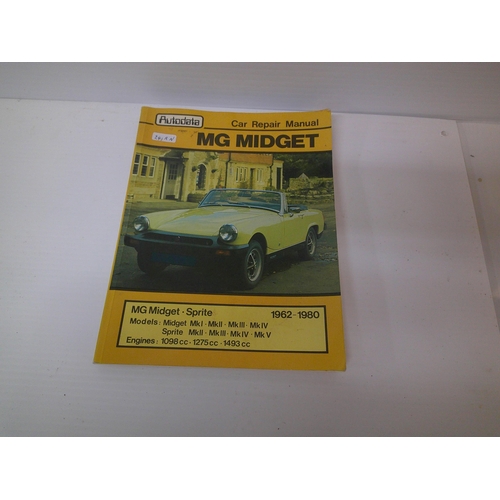 Autodata
Car Repair Manual
MG MIDGET
MG Midget · Sprite 1962-1980
Models: Midget MkI · MkII · MkIII · MkIV
Sprite MkII · MkIII · MkIV · MkV
Engines: 1098cc · 1275cc · 1493cc